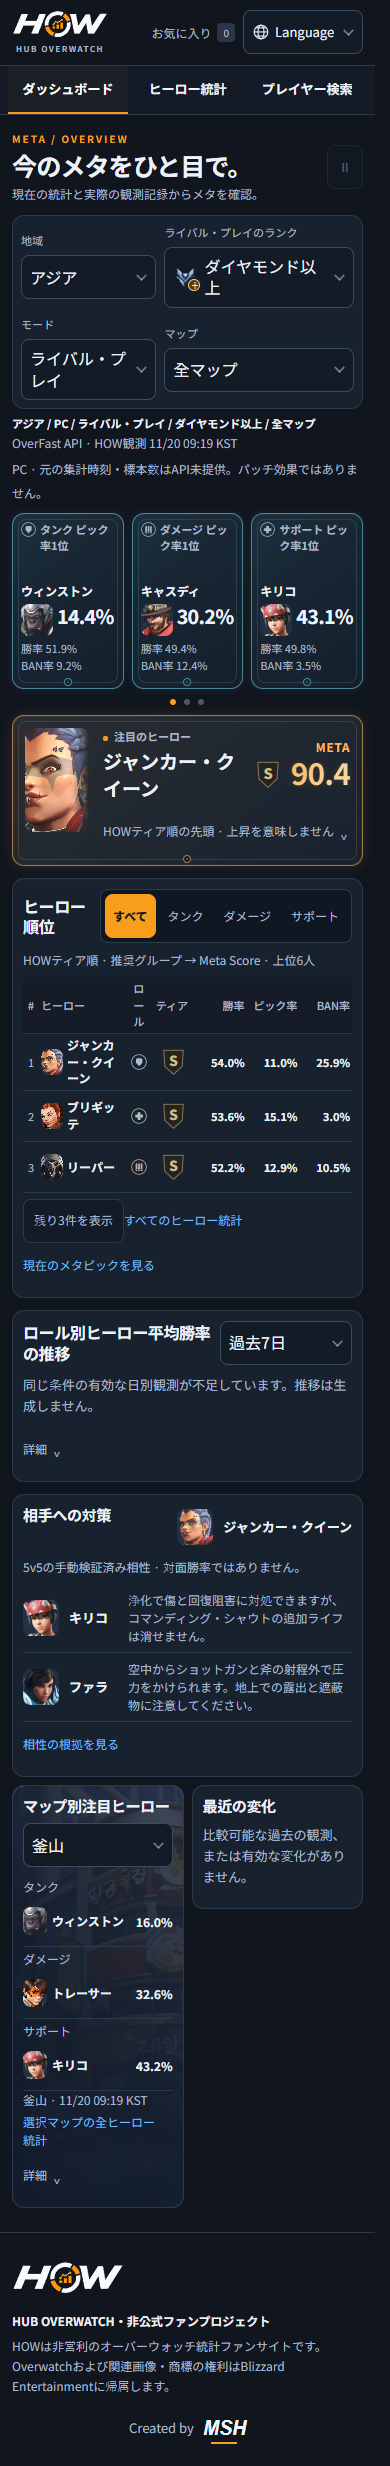 HOW
HUB OVERWATCH
お気に入り 0
Language
ダッシュボード ヒーロー統計 プレイヤー検索
META / OVERVIEW
今のメタをひと目で。
現在の統計と実際の観測記録からメタを確認。
地域
ライバル・プレイのランク
アジア
ダイヤモンド以
上
モード
マップ
ライバル・プ
レイ
全マップ
アジア / PC / ライバル・プレイ / ダイヤモンド以上 / 全マップ
OverFast API · HOW観測 11/20 09:19 KST
PC · 元の集計時刻・標本数はAPI未提供。パッチ効果ではありま
せん。
タンク ピック
率1位
ウィンストン
14.4%
勝率 51.9%
BAN率 9.2%
ダメージ ピッ
ク率1位
キャスディ
30.2%
勝率 49.4%
BAN率 12.4%
サポート ピッ
ク率1位
キリコ
43.1%
勝率 49.8%
BAN率 3.5%
注目のヒーロー
ジャンカー・ク
イーン
META
S 90.4
HOWティア順の先頭・上昇を意味しません
ヒーロー
順位
すべて タンク ダメージ サポート
HOWティア順・推奨グループ → Meta Score · 上位6人
# ヒーロー ロール ティア 勝率 ピック率 BAN率
1 ジャンカー・クイーン S 54.0% 11.0% 25.9%
2 ブリギッテ S 53.6% 15.1% 3.0%
3 リーパー S 52.2% 12.9% 10.5%
残り3件を表示 すべてのヒーロー統計
現在のメタピックを見る
ロール別ヒーロー平均勝率
の推移
過去7日
同じ条件の有効な日別観測が不足しています。推移は生
成しません。
詳細
相手への対策
ジャンカー・クイーン
5v5の手動検証済み相性・対面勝率ではありません。
キリコ
浄化で傷と回復阻害に対処できますが、
コマンディング・シャウトの追加ライフ
は消せません。
ファラ
空中からショットガンと斧の射程外で圧
力をかけられます。地上での露出と遮蔽
物に注意してください。
相性の根拠を見る
マップ別注目ヒーロー
釜山
タンク
ウィンストン 16.0%
ダメージ
トレーサー 32.6%
サポート
キリコ 43.2%
釜山 · 11/20 09:19 KST
選択マップの全ヒーロー
統計
詳細
最近の変化
比較可能な過去の観測、
または有効な変化があり
ません。
HOW
HUB OVERWATCH • 非公式ファンプロジェクト
HOWは非営利のオーバーウォッチ統計ファンサイトです。
Overwatchおよび関連画像・商標の権利はBlizzard
Entertainmentに帰属します。
Created by MSH